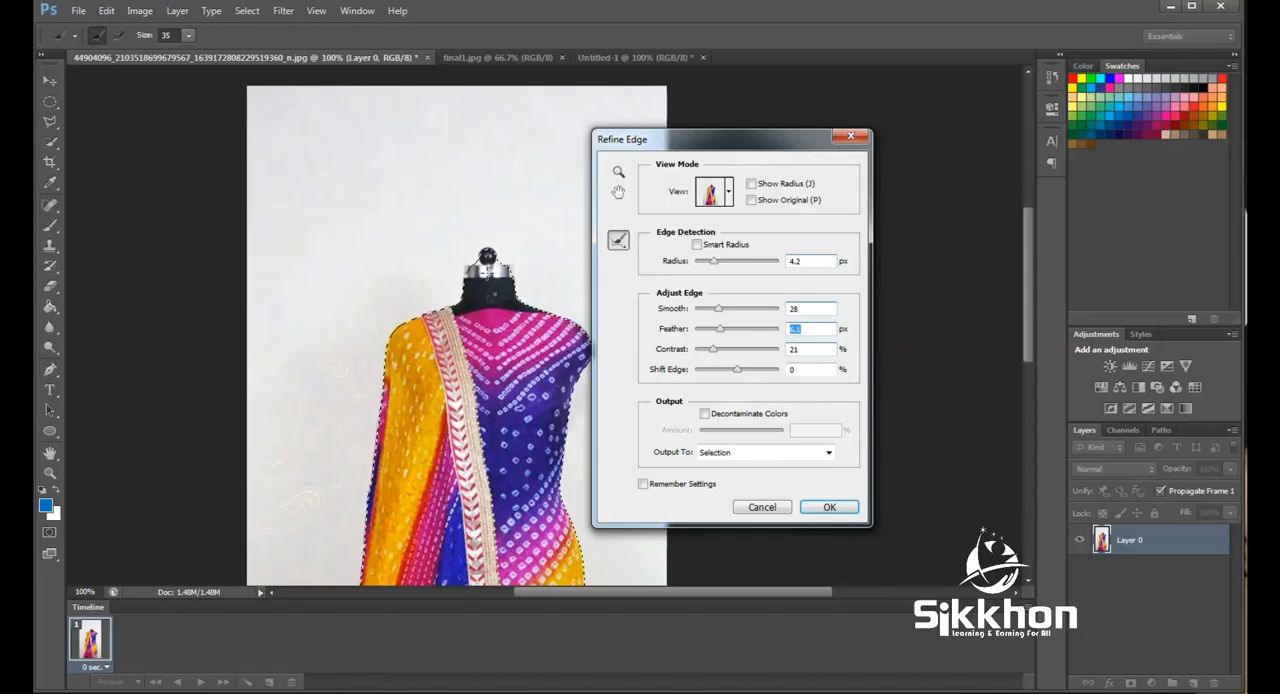 Ps File Edit Image Layer Type Select Filter View Window Help
Size: 35
Essentials
44904096_2103518699679567_1639172808229519360_n.jpg @ 100% (Layer 0, RGB/8) *
final1.jpg @ 66.7% (RGB/8)
Untitled-1 @ 100% (RGB/8) *
Color Swatches
Refine Edge
View Mode
View:
Show Radius (J)
Show Original (P)
Edge Detection
Smart Radius
Radius: 4.2 px
Adjust Edge
Smooth: 28
Feather: px
Contrast: 21 %
Shift Edge: 0 %
Output
Decontaminate Colors
Amount: %
Output To: Selection
Remember Settings
Cancel OK
Adjustments Styles
Add an adjustment
Layers Channels Paths
Kind
Normal Opacity: 100%
Unify: Propagate Frame 1
Lock: Fill: 100%
Layer 0
100% Doc: 1.48M/1.48M
Timeline
1
0 sec.
Forever
Sikkhon
Learning & Earning For All